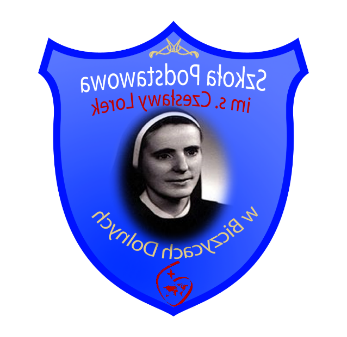 Szkoła Podstawowa
im s. Czesławy Lorek
w Biczycach Dolnych